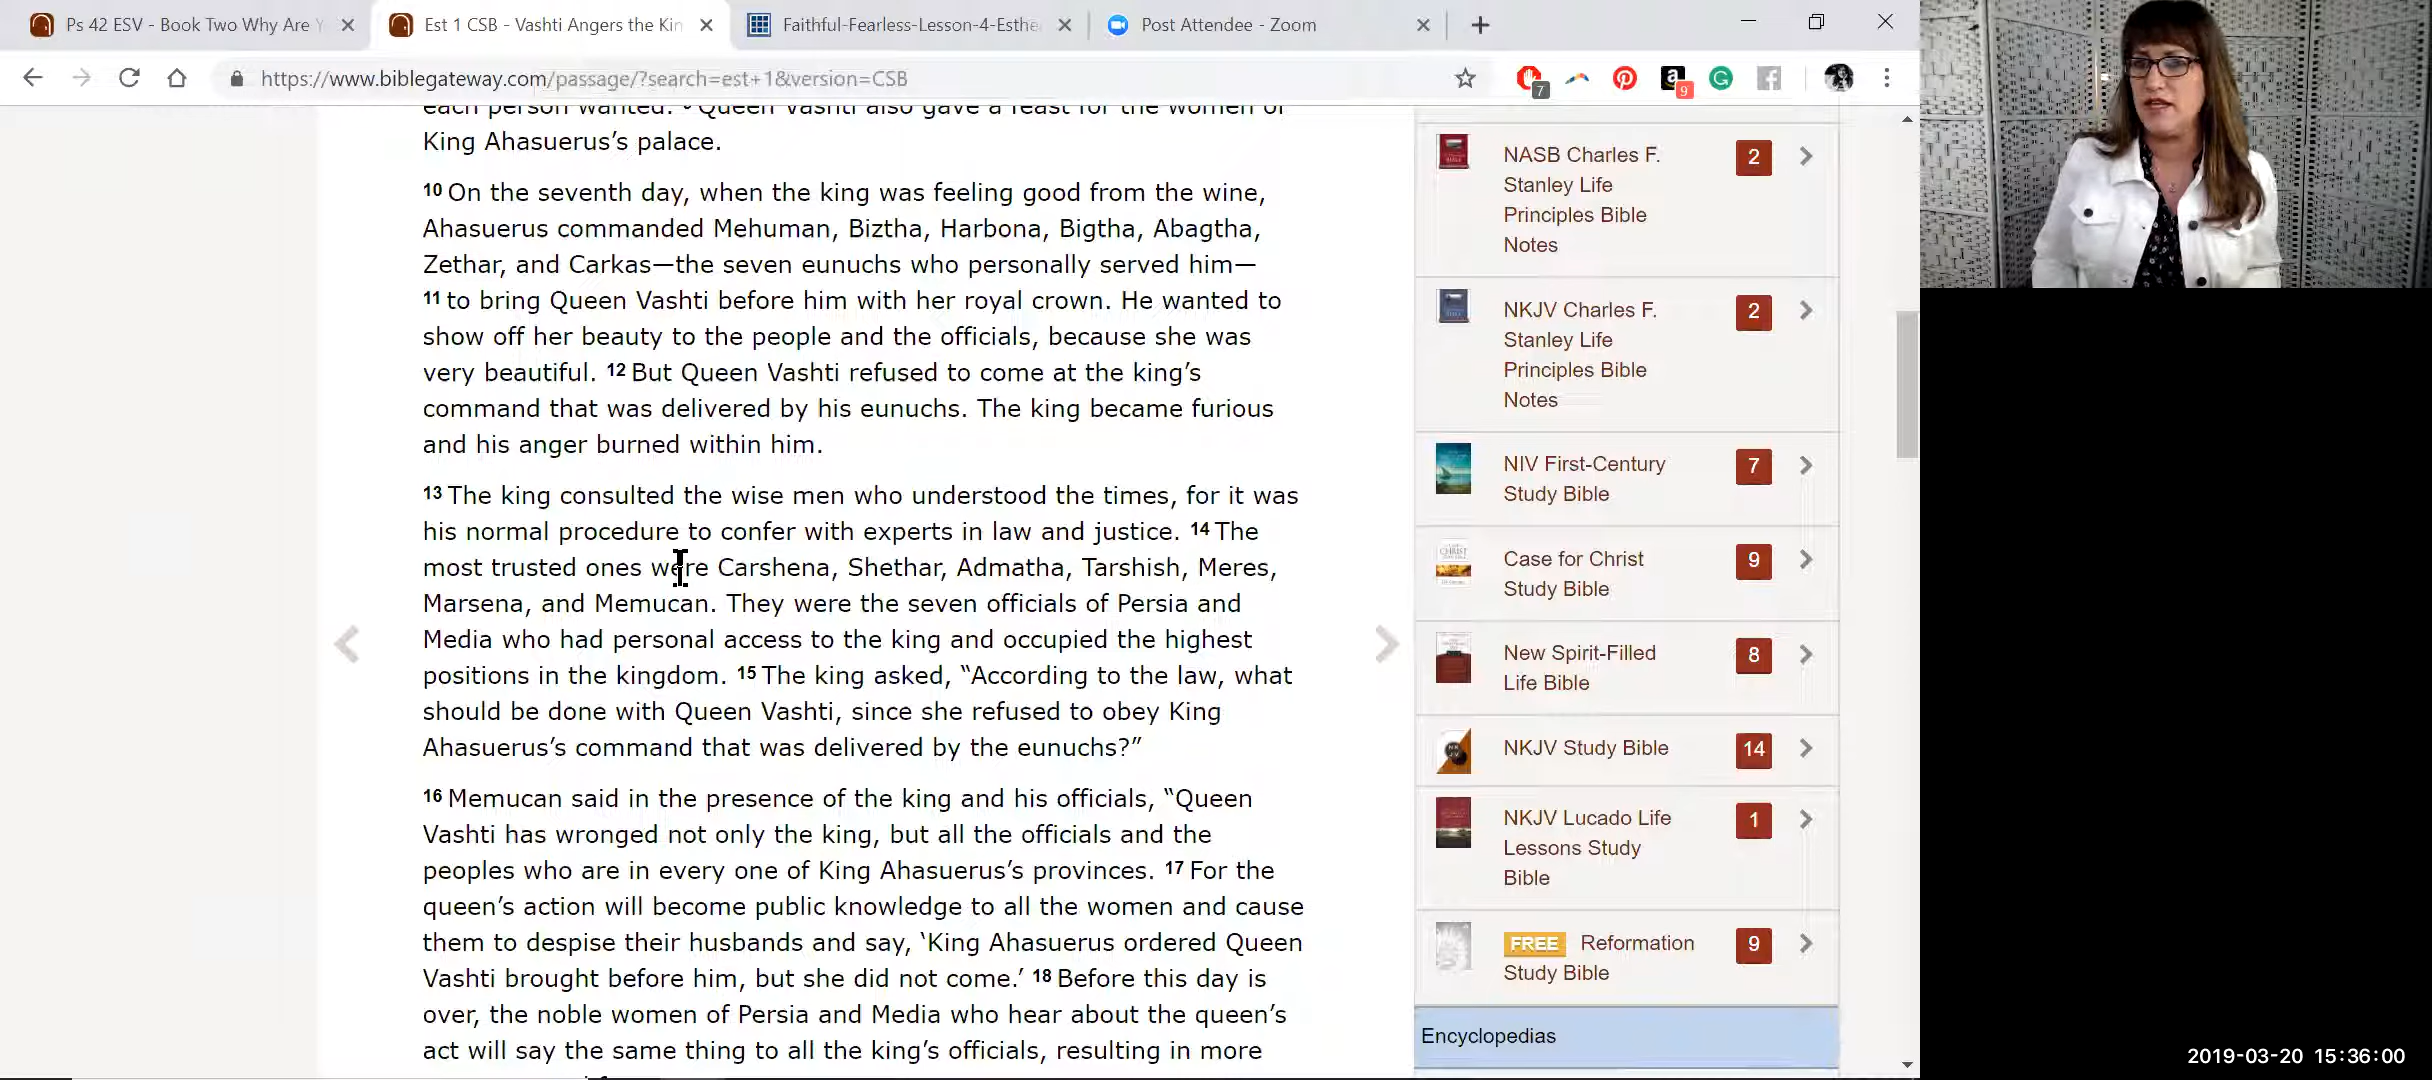 Ps 42 ESV - Book Two Why Are Y
Est 1 CSB - Vashti Angers the Kin
Faithful-Fearless-Lesson-4-Esthe
Post Attendee - Zoom
https://www.biblegateway.com/passage/?search=est+1&version=CSB
7
9
each person wanted. 9 Queen Vashti also gave a feast for the women of
King Ahasuerus’s palace.
10 On the seventh day, when the king was feeling good from the wine,
Ahasuerus commanded Mehuman, Biztha, Harbona, Bigtha, Abagtha,
Zethar, and Carkas—the seven eunuchs who personally served him—
11 to bring Queen Vashti before him with her royal crown. He wanted to
show off her beauty to the people and the officials, because she was
very beautiful. 12 But Queen Vashti refused to come at the king’s
command that was delivered by his eunuchs. The king became furious
and his anger burned within him.
13 The king consulted the wise men who understood the times, for it was
his normal procedure to confer with experts in law and justice. 14 The
most trusted ones were Carshena, Shethar, Admatha, Tarshish, Meres,
Marsena, and Memucan. They were the seven officials of Persia and
Media who had personal access to the king and occupied the highest
positions in the kingdom. 15 The king asked, “According to the law, what
should be done with Queen Vashti, since she refused to obey King
Ahasuerus’s command that was delivered by the eunuchs?”
16 Memucan said in the presence of the king and his officials, “Queen
Vashti has wronged not only the king, but all the officials and the
peoples who are in every one of King Ahasuerus’s provinces. 17 For the
queen’s action will become public knowledge to all the women and cause
them to despise their husbands and say, ‘King Ahasuerus ordered Queen
Vashti brought before him, but she did not come.’ 18 Before this day is
over, the noble women of Persia and Media who hear about the queen’s
act will say the same thing to all the king’s officials, resulting in more
NASB Charles F.
Stanley Life
Principles Bible
Notes
2
NKJV Charles F.
Stanley Life
Principles Bible
Notes
2
NIV First-Century
Study Bible
7
Case for Christ
Study Bible
9
New Spirit-Filled
Life Bible
8
NKJV Study Bible
14
NKJV Lucado Life
Lessons Study
Bible
1
FREE Reformation
Study Bible
9
Encyclopedias
2019-03-20 15:36:00